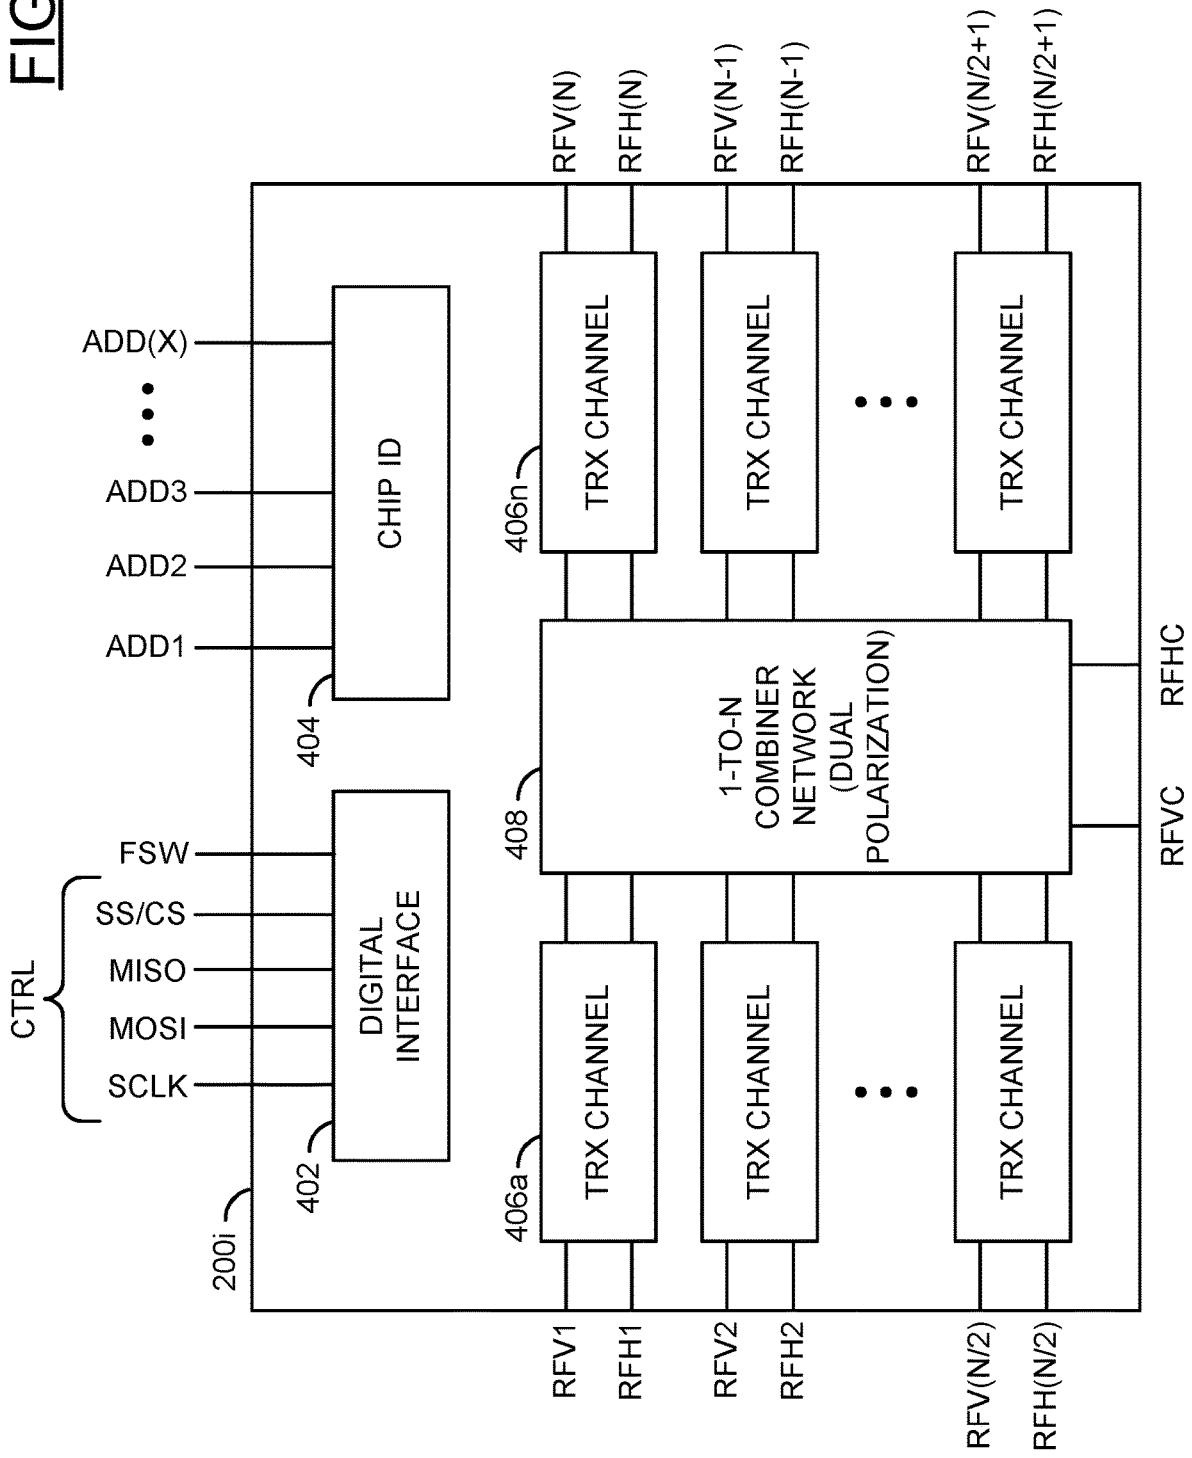 FIG
CTRL
SCLK
MOSI
MISO
SS/CS
FSW
ADD1
ADD2
ADD3
ADD(X)
200i
402
DIGITAL
INTERFACE
404
CHIP ID
406a
TRX CHANNEL
TRX CHANNEL
TRX CHANNEL
408
1-TO-N
COMBINER
NETWORK
(DUAL
POLARIZATION)
406n
TRX CHANNEL
TRX CHANNEL
TRX CHANNEL
RFV1
RFH1
RFV2
RFH2
RFV(N/2)
RFH(N/2)
RFV(N)
RFH(N)
RFV(N-1)
RFH(N-1)
RFV(N/2+1)
RFH(N/2+1)
RFVC
RFHC